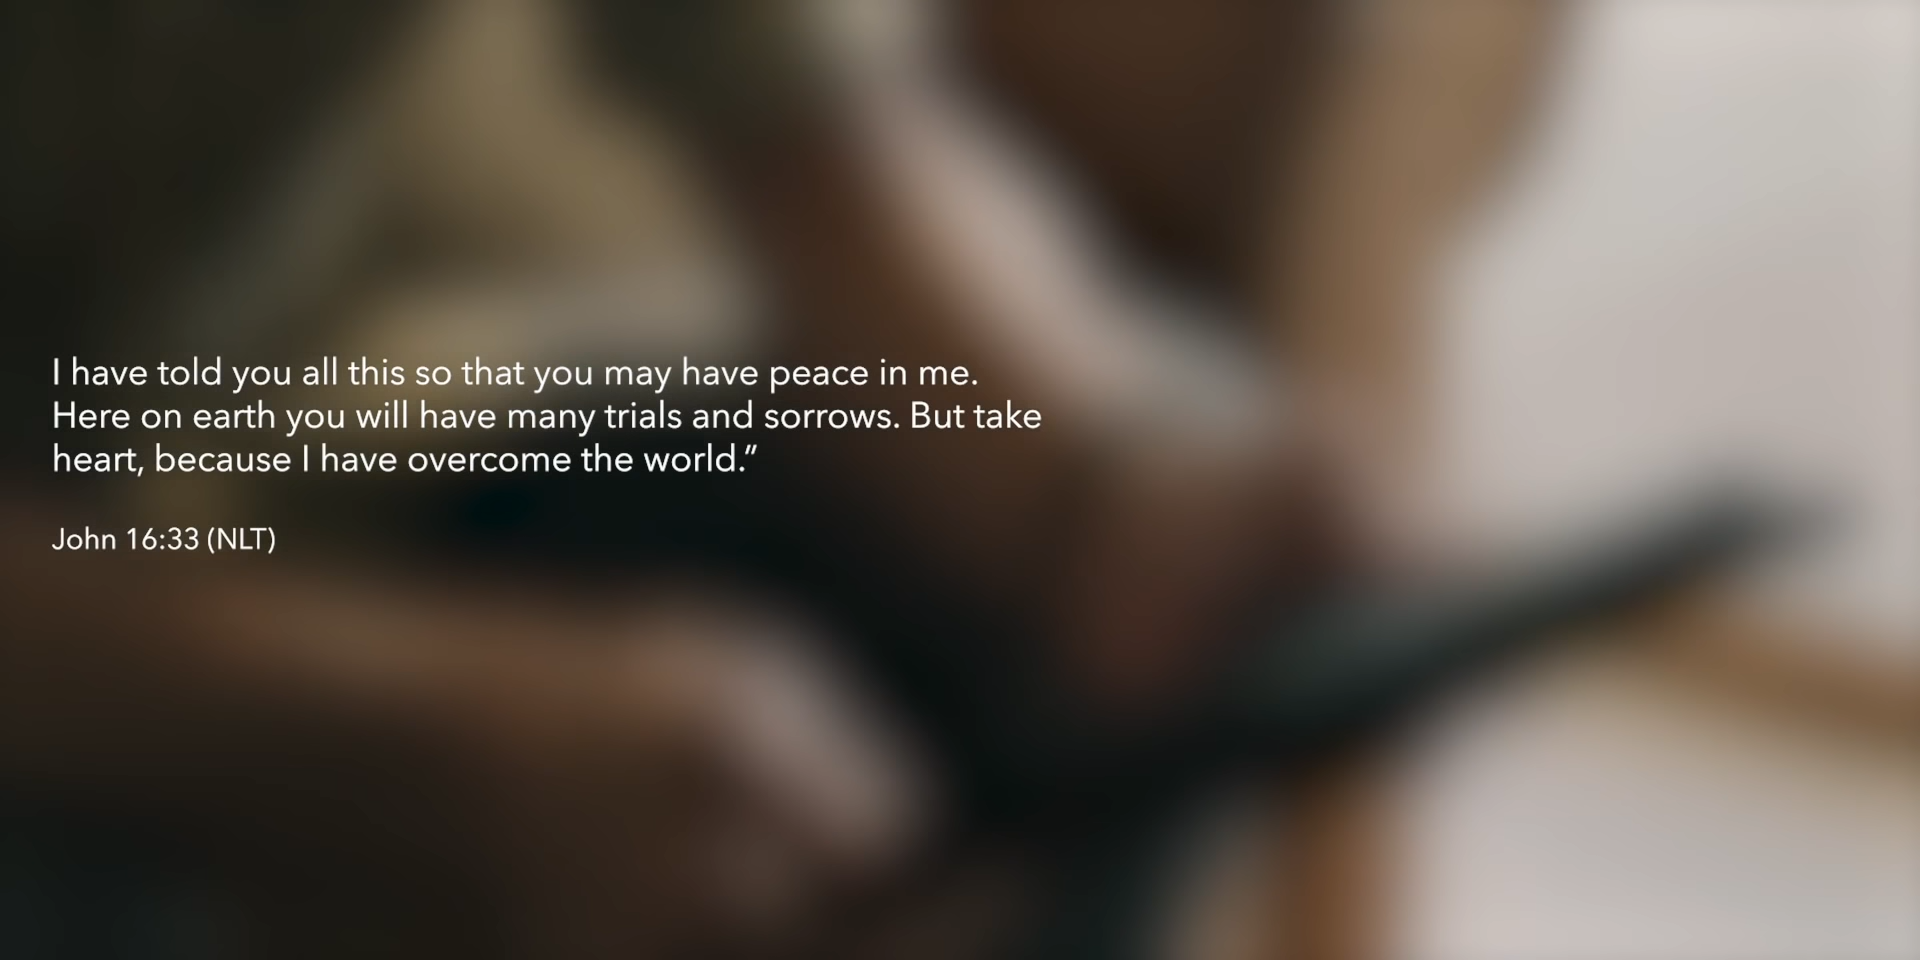 I have told you all this so that you may have peace in me.
Here on earth you will have many trials and sorrows. But take
heart, because I have overcome the world.”
John 16:33 (NLT)